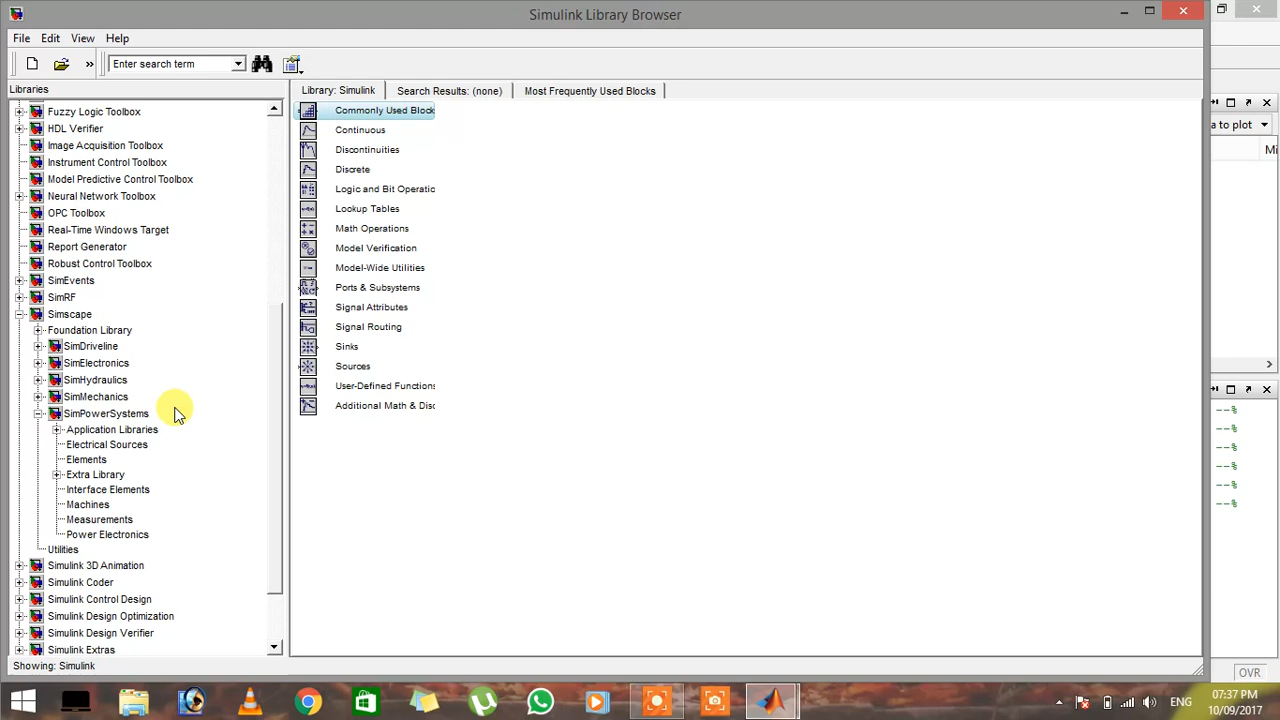 Simulink Library Browser
File Edit View Help
» Enter search term
Libraries
Library: Simulink Search Results: (none) Most Frequently Used Blocks
Fuzzy Logic Toolbox
HDL Verifier
Image Acquisition Toolbox
Instrument Control Toolbox
Model Predictive Control Toolbox
Neural Network Toolbox
OPC Toolbox
Real-Time Windows Target
Report Generator
Robust Control Toolbox
SimEvents
SimRF
Simscape
Foundation Library
SimDriveline
SimElectronics
SimHydraulics
SimMechanics
SimPowerSystems
Application Libraries
Electrical Sources
Elements
Extra Library
Interface Elements
Machines
Measurements
Power Electronics
Utilities
Simulink 3D Animation
Simulink Coder
Simulink Control Design
Simulink Design Optimization
Simulink Design Verifier
Simulink Extras
Commonly Used Block
Continuous
Discontinuities
Discrete
Logic and Bit Operatic
Lookup Tables
Math Operations
Model Verification
Model-Wide Utilities
Ports & Subsystems
Signal Attributes
Signal Routing
Sinks
Sources
User-Defined Functions
Additional Math & Disc
a to plot
Mi
--%
--%
--%
--%
--%
--%
Showing: Simulink
OVR
ENG
07:37 PM
10/09/2017